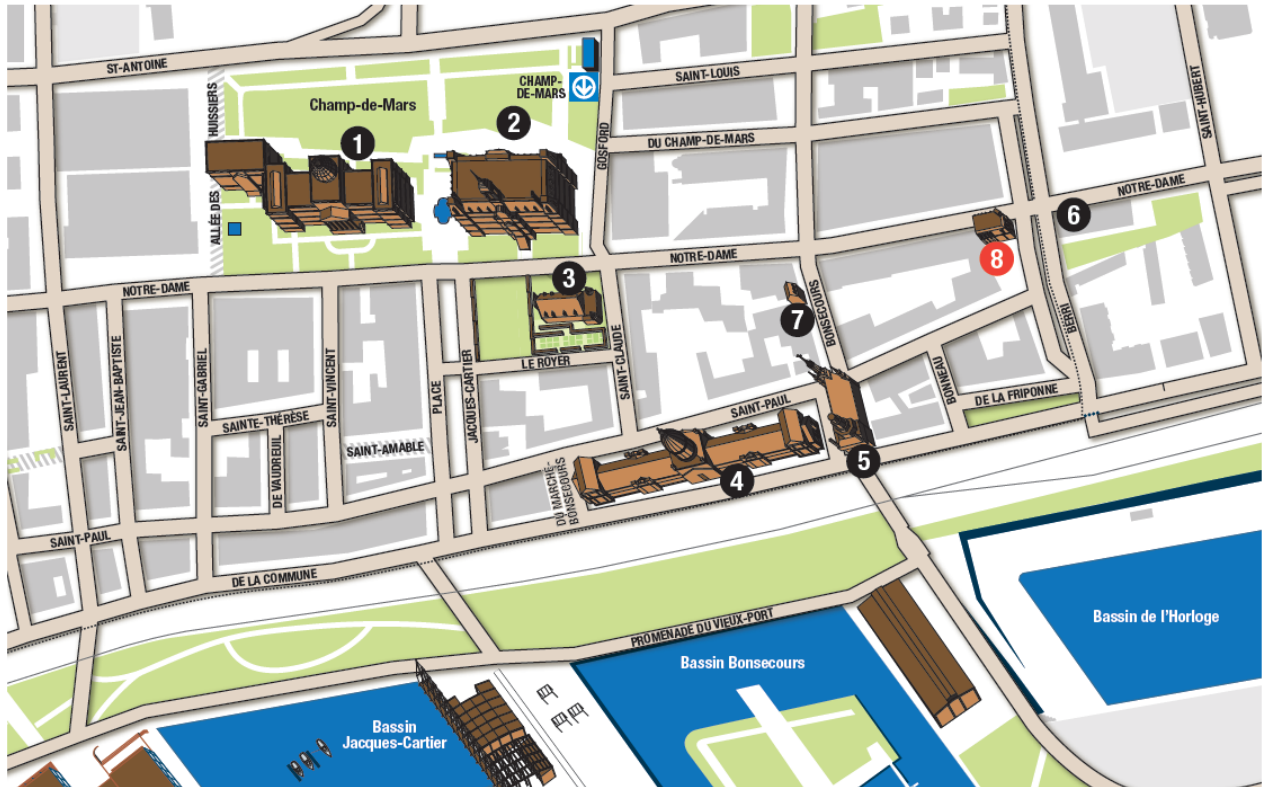 ST-ANTOINE
HUISSIERS
ALLÉE DES
Champ-de-Mars
CHAMP-
DE-MARS
GOSFORD
SAINT-LOUIS
DU CHAMP-DE-MARS
SAINT-HUBERT
NOTRE-DAME
1
2
3
4
5
6
7
8
NOTRE-DAME
NOTRE-DAME
SAINT-LAURENT
SAINT-JEAN-BAPTISTE
SAINT-GABRIEL
SAINTE-THÉRÈSE
DE VAUDREUIL
SAINT-VINCENT
SAINT-AMABLE
PLACE
JACQUES-CARTIER
LE ROYER
SAINT-CLAUDE
BONSECOURS
BERRI
BONNEAU
DE LA FRIPONNE
SAINT-PAUL
DU MARCHÉ-
BONSECOURS
SAINT-PAUL
DE LA COMMUNE
PROMENADE DU VIEUX-PORT
Bassin de l'Horloge
Bassin Bonsecours
Bassin
Jacques-Cartier